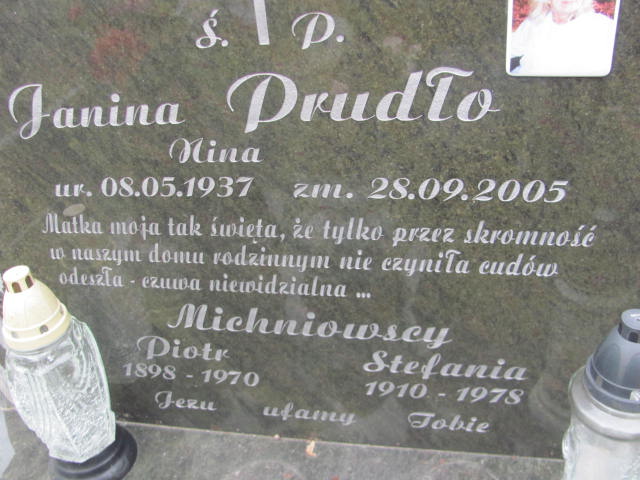 Ś. P.
Janina Prudło
Nina
ur. 08.05.1937 zm. 28.09.2005
Matka moja tak święta, że tylko przez skromność
w naszym domu rodzinnym nie czyniła cudów
odeszła - czuwa niewidzialna ...
Michniowscy
Piotr Stefania
1898 - 1970 1910 - 1978
Jezu ufamy Tobie